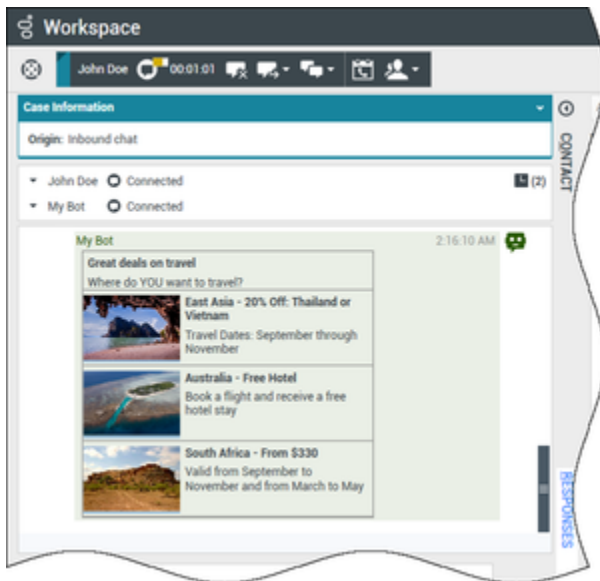 Workspace
John Doe 00:01:01
Case Information
Origin: Inbound chat
John Doe Connected (2)
My Bot Connected
My Bot 2:16:10 AM
Great deals on travel
Where do YOU want to travel?
East Asia - 20% Off: Thailand or
Vietnam
Travel Dates: September through
November
Australia - Free Hotel
Book a flight and receive a free
hotel stay
South Africa - From $330
Valid from September to
November and from March to May
CONTACT
RESPONSES